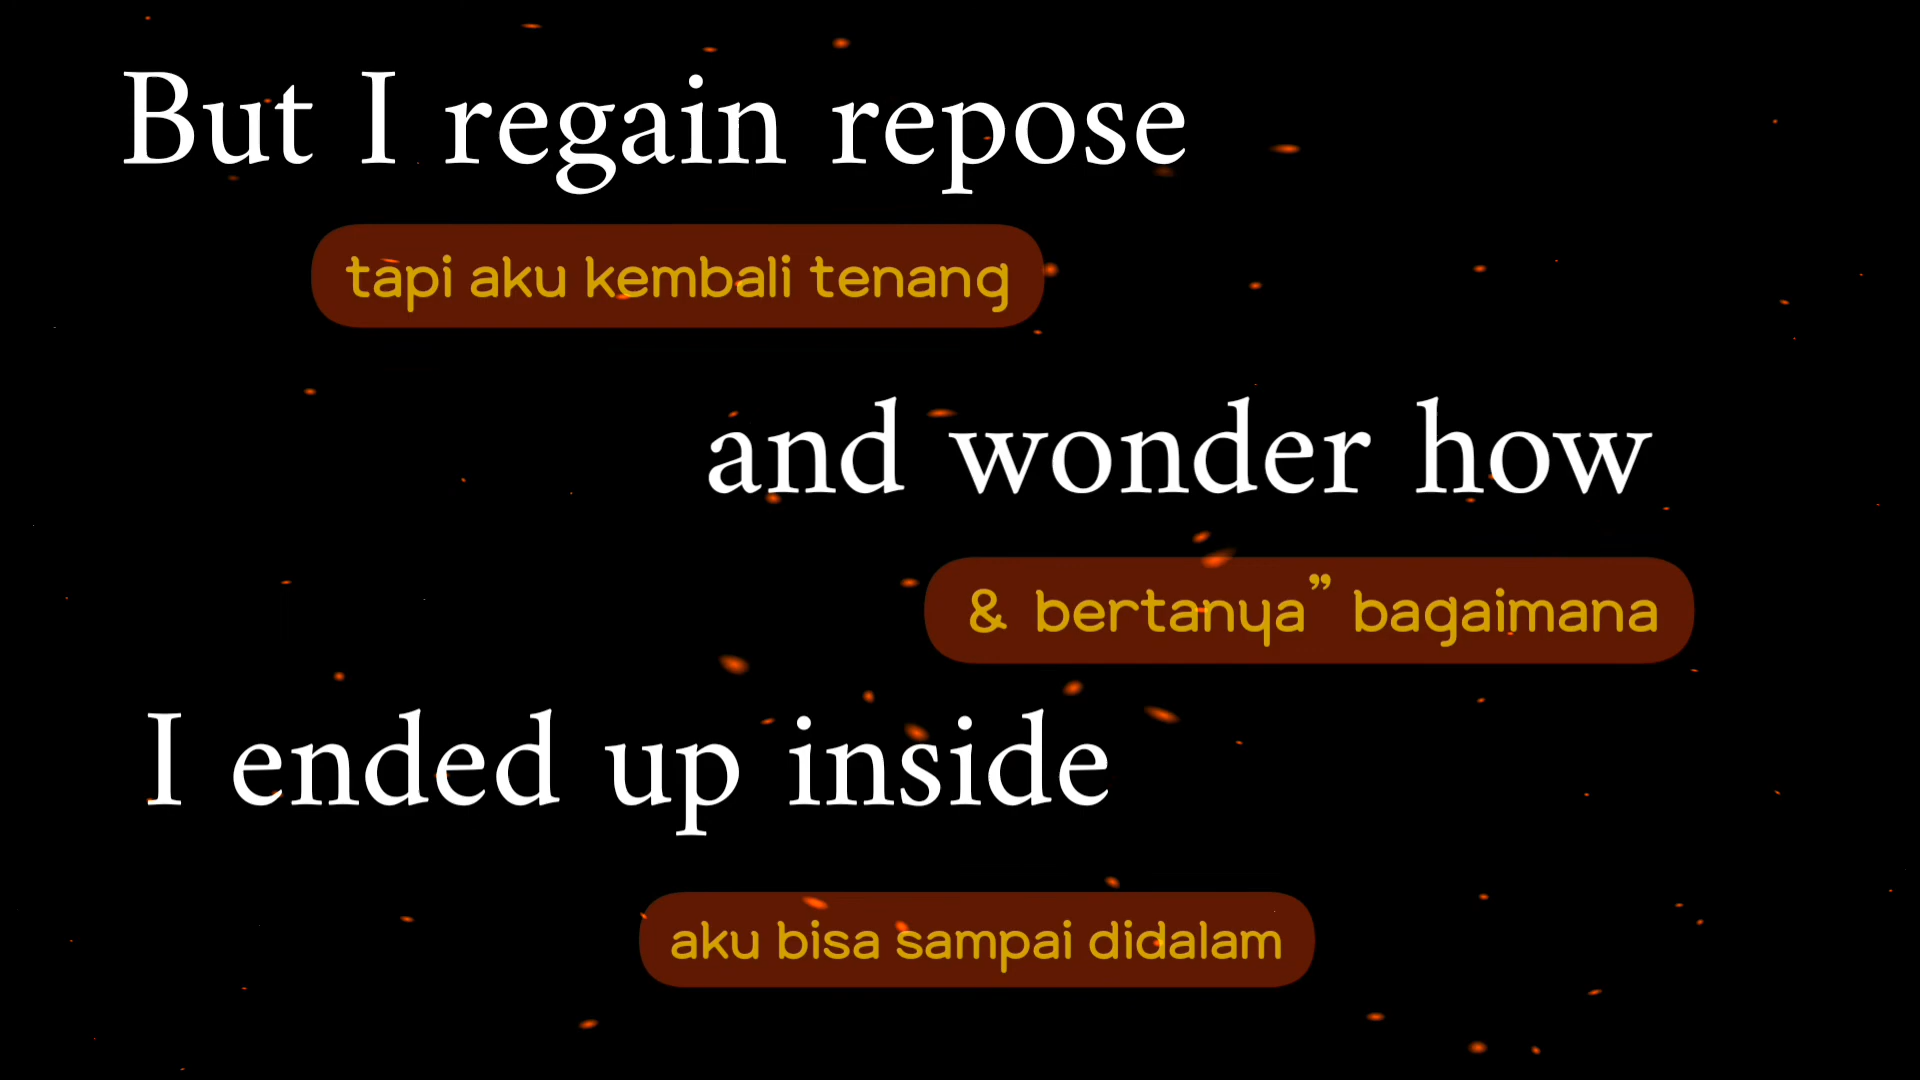 But I regain repose
tapi aku kembali tenang
and wonder how
& bertanya” bagaimana
I ended up inside
aku bisa sampai didalam